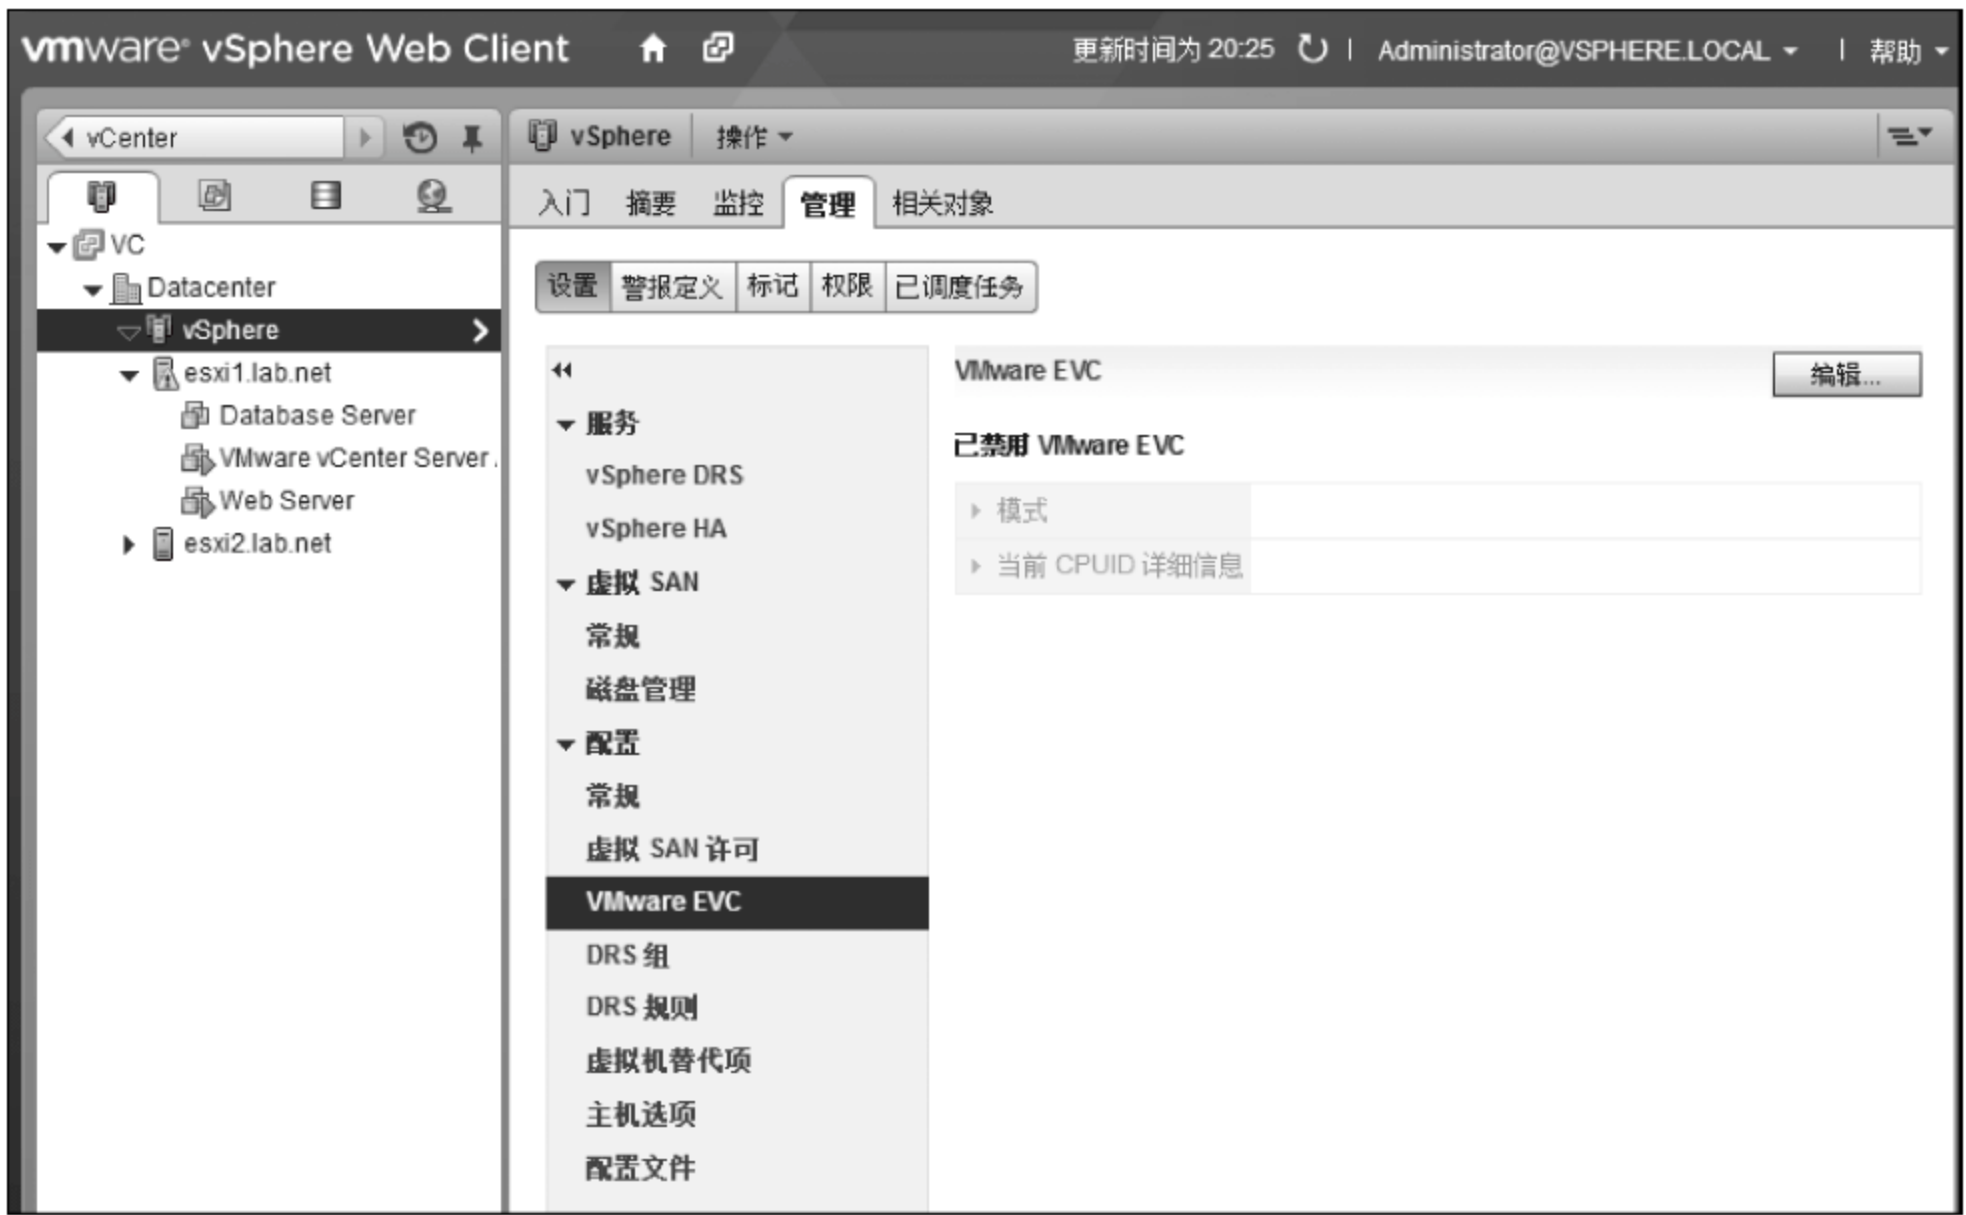 vmware® vSphere Web Client 更新时间为 20:25 | Administrator@VSPHERE.LOCAL | 帮助
vCenter
VC
Datacenter
vSphere
esxi1.lab.net
Database Server
VMware vCenter Server .
Web Server
esxi2.lab.net
vSphere 操作
入门 摘要 监控 管理 相关对象
设置 警报定义 标记 权限 已调度任务
服务
vSphere DRS
vSphere HA
虚拟 SAN
常规
磁盘管理
配置
常规
虚拟 SAN 许可
VMware EVC
DRS 组
DRS 规则
虚拟机替代项
主机选项
配置文件
VMware EVC 编辑...
已禁用 VMware EVC
模式
当前 CPUID 详细信息